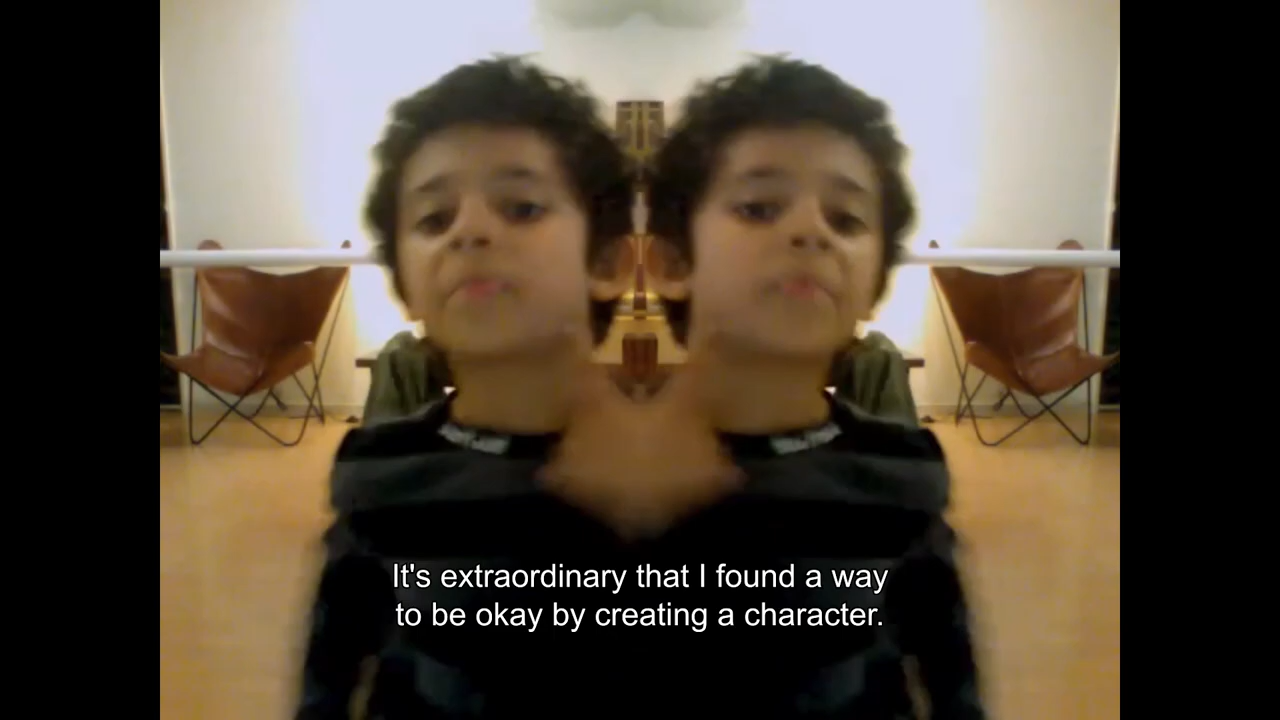 It's extraordinary that I found a way
to be okay by creating a character.